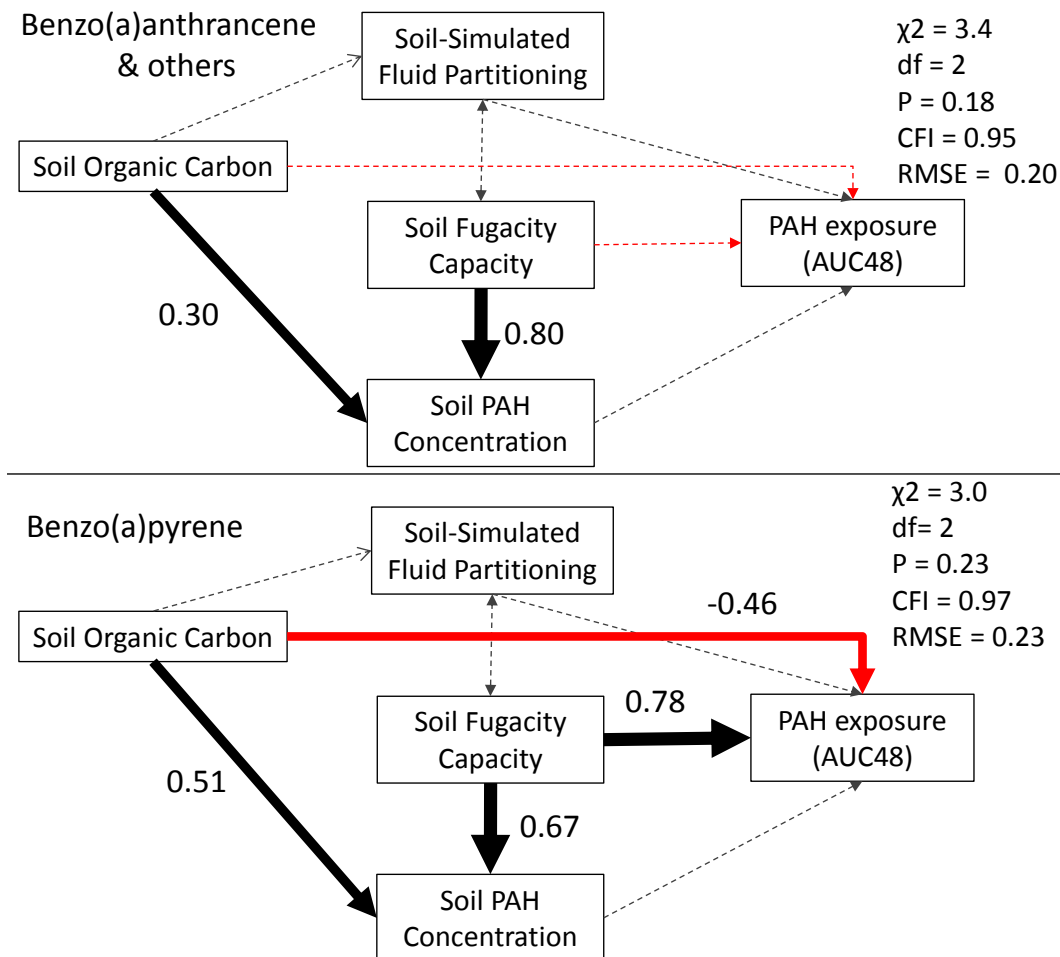 Benzo(a)anthrancene
& others
Soil-Simulated
Fluid Partitioning
χ2 = 3.4
df = 2
P = 0.18
CFI = 0.95
RMSE = 0.20
Soil Organic Carbon
Soil Fugacity
Capacity
PAH exposure
(AUC48)
0.30
0.80
Soil PAH
Concentration
Benzo(a)pyrene
Soil-Simulated
Fluid Partitioning
χ2 = 3.0
df= 2
P = 0.23
CFI = 0.97
RMSE = 0.23
-0.46
Soil Organic Carbon
Soil Fugacity
Capacity
0.78
PAH exposure
(AUC48)
0.51
0.67
Soil PAH
Concentration